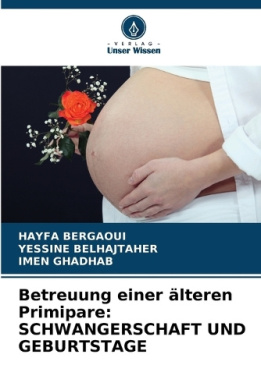 - VERLAG -
Unser Wissen
HAYFA BERGAOUI
YESSINE BELHAJTAHER
IMEN GHADHAB
Betreuung einer älteren
Primipare:
SCHWANGERSCHAFT UND
GEBURTSTAGE